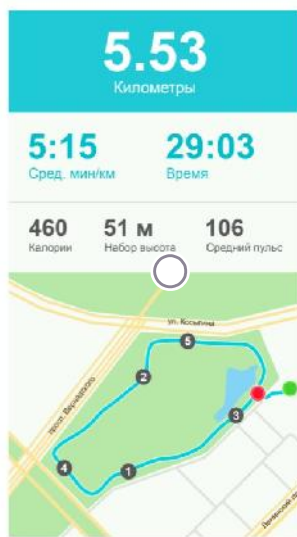 5.53
Километры
5:15
29:03
Сред. мин/км
Время
460
51 м
106
Калории
Набор высота
Средний пульс
ул. Косыгина
5
2
3
4
1